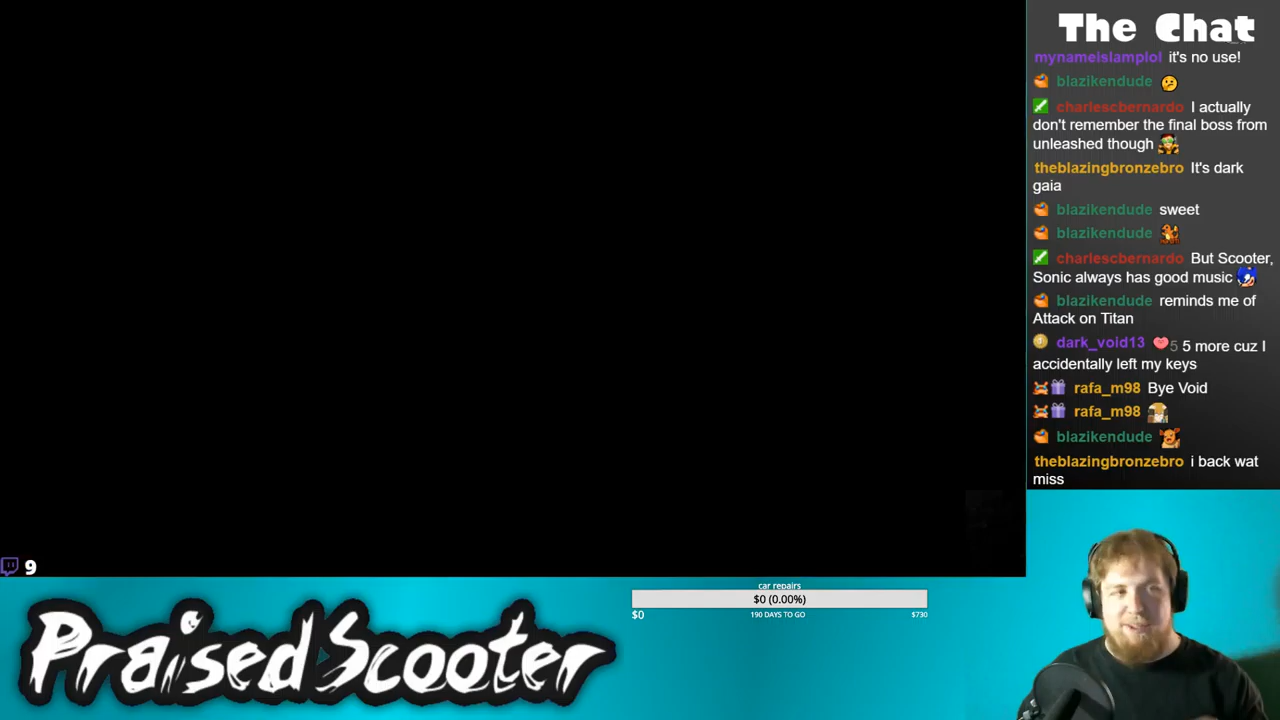 The Chat
mynameislamplol it's no use!
blazikendude
charlescbernardo I actually
don't remember the final boss from
unleashed though
theblazingbronzebro It's dark
gaia
blazikendude sweet
blazikendude
charlescbernardo But Scooter,
Sonic always has good music
blazikendude reminds me of
Attack on Titan
dark_void13 5 5 more cuz I
accidentally left my keys
rafa_m98 Bye Void
rafa_m98
blazikendude
theblazingbronzebro i back wat
miss
9
car repairs
$0 (0.00%)
$0 190 DAYS TO GO $730
PraisedScooter